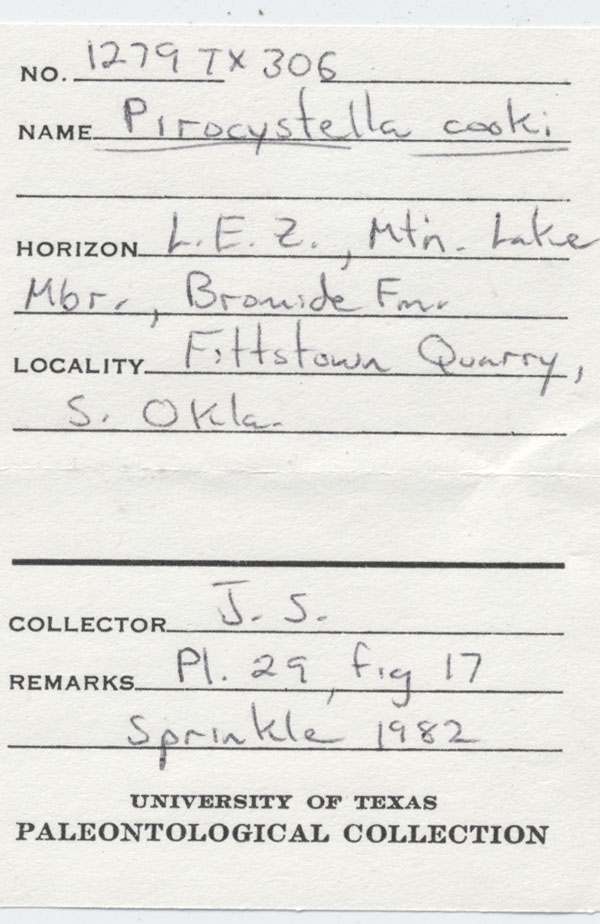 NO. 1279 TX 306
NAME Pirocystella cooki
HORIZON L.E.Z., Mtn. Lake
Mbr., Bromide Fm.
LOCALITY Fittstown Quarry,
S. Okla.
COLLECTOR J. S.
REMARKS Pl. 29, fig 17
Sprinkle 1982
UNIVERSITY OF TEXAS
PALEONTOLOGICAL COLLECTION